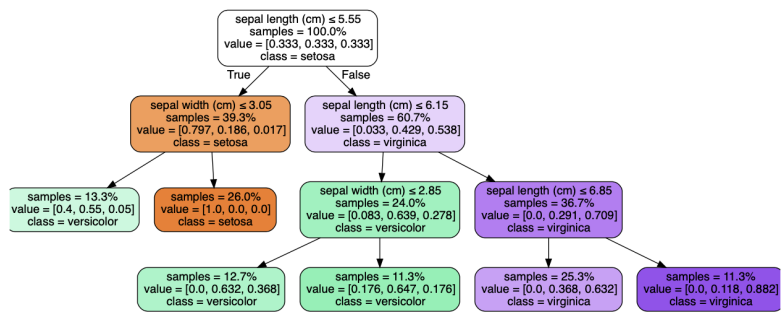 sepal length (cm) ≤ 5.55
samples = 100.0%
value = [0.333, 0.333, 0.333]
class = setosa
True
False
sepal width (cm) ≤ 3.05
samples = 39.3%
value = [0.797, 0.186, 0.017]
class = setosa
sepal length (cm) ≤ 6.15
samples = 60.7%
value = [0.033, 0.429, 0.538]
class = virginica
samples = 13.3%
value = [0.4, 0.55, 0.05]
class = versicolor
samples = 26.0%
value = [1.0, 0.0, 0.0]
class = setosa
sepal width (cm) ≤ 2.85
samples = 24.0%
value = [0.083, 0.639, 0.278]
class = versicolor
sepal length (cm) ≤ 6.85
samples = 36.7%
value = [0.0, 0.291, 0.709]
class = virginica
samples = 12.7%
value = [0.0, 0.632, 0.368]
class = versicolor
samples = 11.3%
value = [0.176, 0.647, 0.176]
class = versicolor
samples = 25.3%
value = [0.0, 0.368, 0.632]
class = virginica
samples = 11.3%
value = [0.0, 0.118, 0.882]
class = virginica